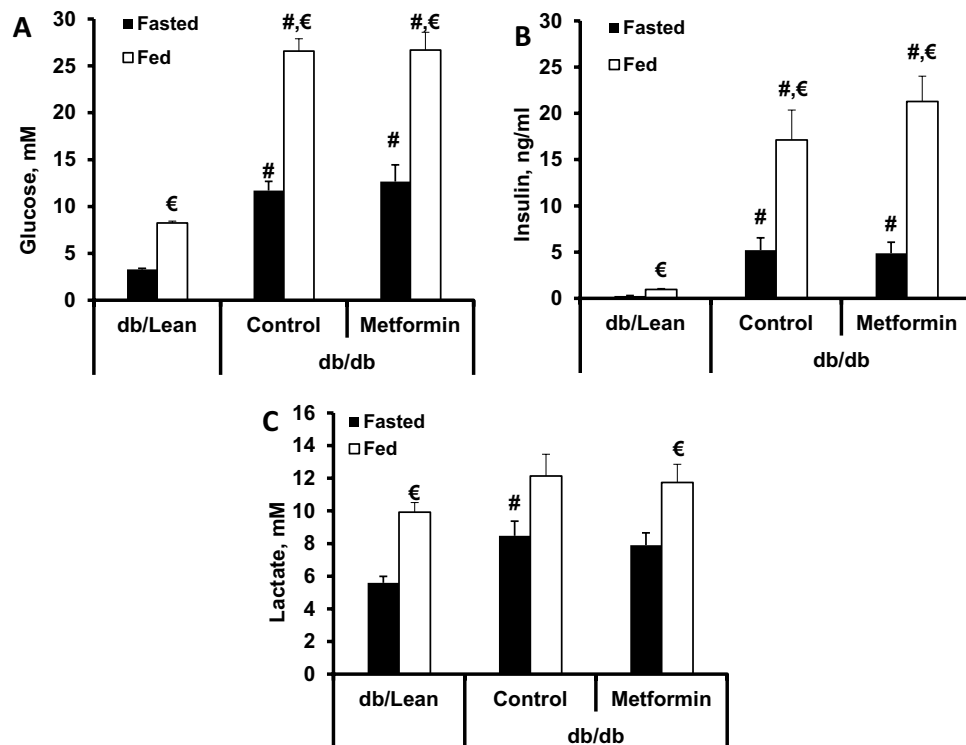 A
Fasted
Fed
Glucose, mM
30
25
20
15
10
5
0
€
#
#,€
#
#,€
db/Lean
Control
Metformin
db/db
B
Fasted
Fed
Insulin, ng/ml
30
25
20
15
10
5
0
€
#
#,€
#
#,€
db/Lean
Control
Metformin
db/db
C
Fasted
Fed
Lactate, mM
16
14
12
10
8
6
4
2
0
€
#
€
db/Lean
Control
Metformin
db/db